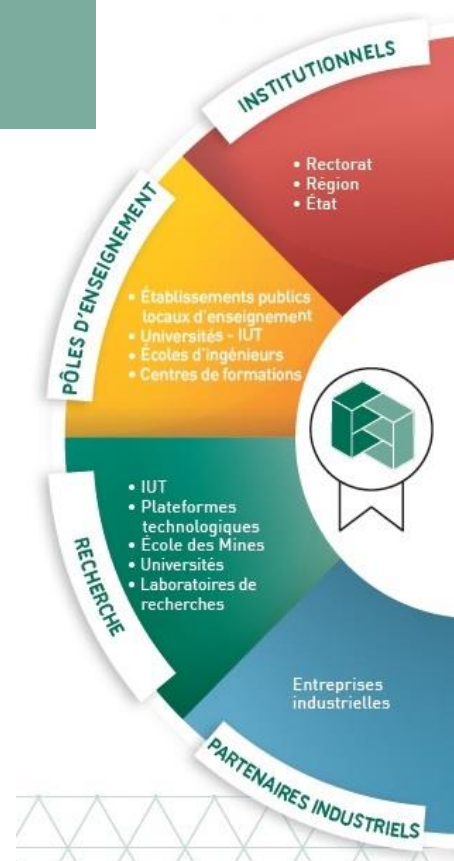 INSTITUTIONNELS
• Rectorat
• Région
• État
PÔLES D'ENSEIGNEMENT
• Établissements publics
locaux d'enseignement
• Universités - IUT
• Écoles d'ingénieurs
• Centres de formations
RECHERCHE
• IUT
• Plateformes
technologiques
• École des Mines
• Universités
• Laboratoires de
recherches
Entreprises
industrielles
PARTENAIRES INDUSTRIELS